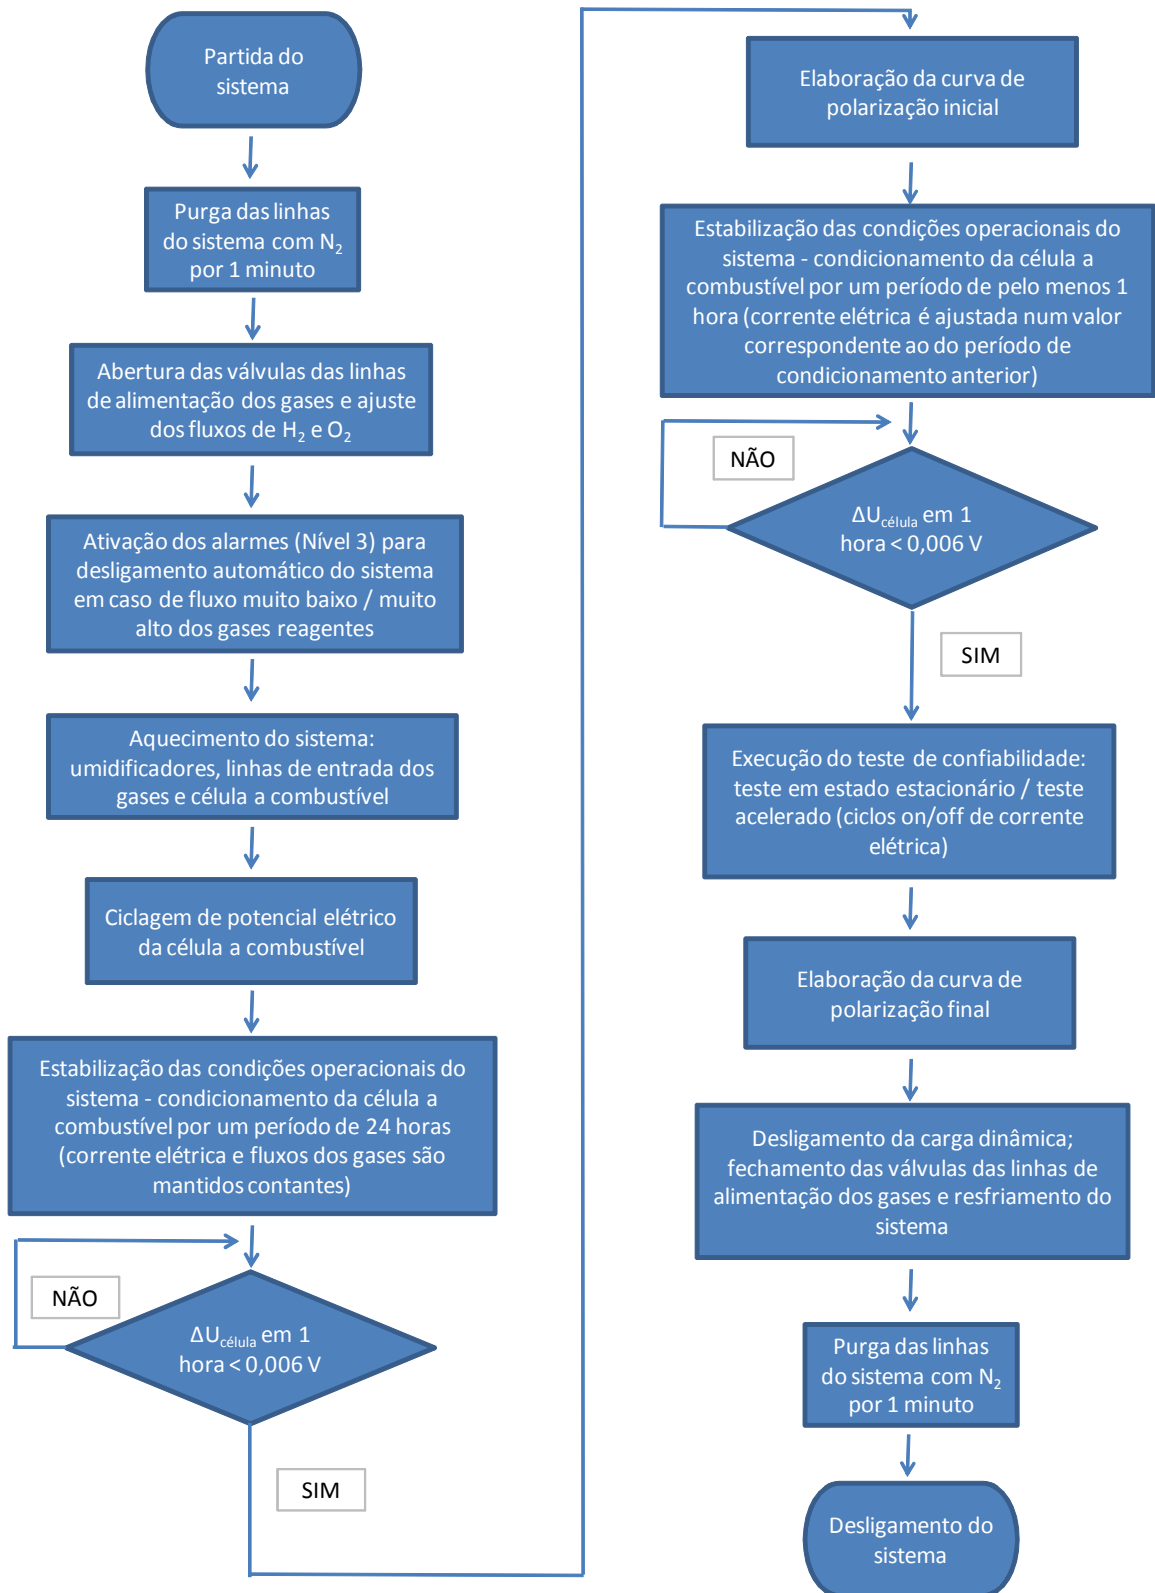 Partida do
sistema
Purga das linhas
do sistema com N₂
por 1 minuto
Abertura das válvulas das linhas
de alimentação dos gases e ajuste
dos fluxos de H₂ e O₂
Ativação dos alarmes (Nível 3) para
desligamento automático do sistema
em caso de fluxo muito baixo / muito
alto dos gases reagentes
Aquecimento do sistema:
umidificadores, linhas de entrada dos
gases e célula a combustível
Ciclagem de potencial elétrico
da célula a combustível
Estabilização das condições operacionais do
sistema - condicionamento da célula a
combustível por um período de 24 horas
(corrente elétrica e fluxos dos gases são
mantidos contantes)
NÃO
ΔU célula em 1
hora < 0,006 V
SIM
Elaboração da curva de
polarização inicial
Estabilização das condições operacionais do
sistema - condicionamento da célula a
combustível por um período de pelo menos 1
hora (corrente elétrica é ajustada num valor
correspondente ao do período de
condicionamento anterior)
NÃO
ΔU célula em 1
hora < 0,006 V
SIM
Execução do teste de confiabilidade:
teste em estado estacionário / teste
acelerado (ciclos on/off de corrente
elétrica)
Elaboração da curva de
polarização final
Desligamento da carga dinâmica;
fechamento das válvulas das linhas de
alimentação dos gases e resfriamento do
sistema
Purga das linhas
do sistema com N₂
por 1 minuto
Desligamento do
sistema